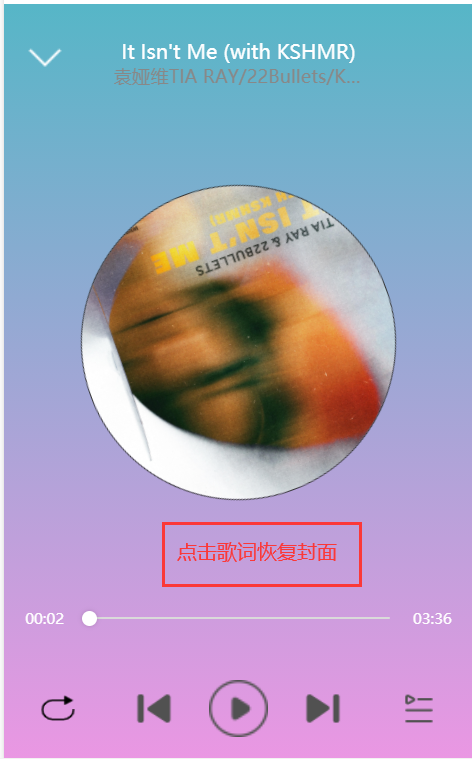 It Isn't Me (with KSHMR)
袁娅维TIA RAY/22Bullets/K...
TIA RAY & 22BULLETS
T ISN'T ME
H KSHMR]
点击歌词恢复封面
00:02
03:36